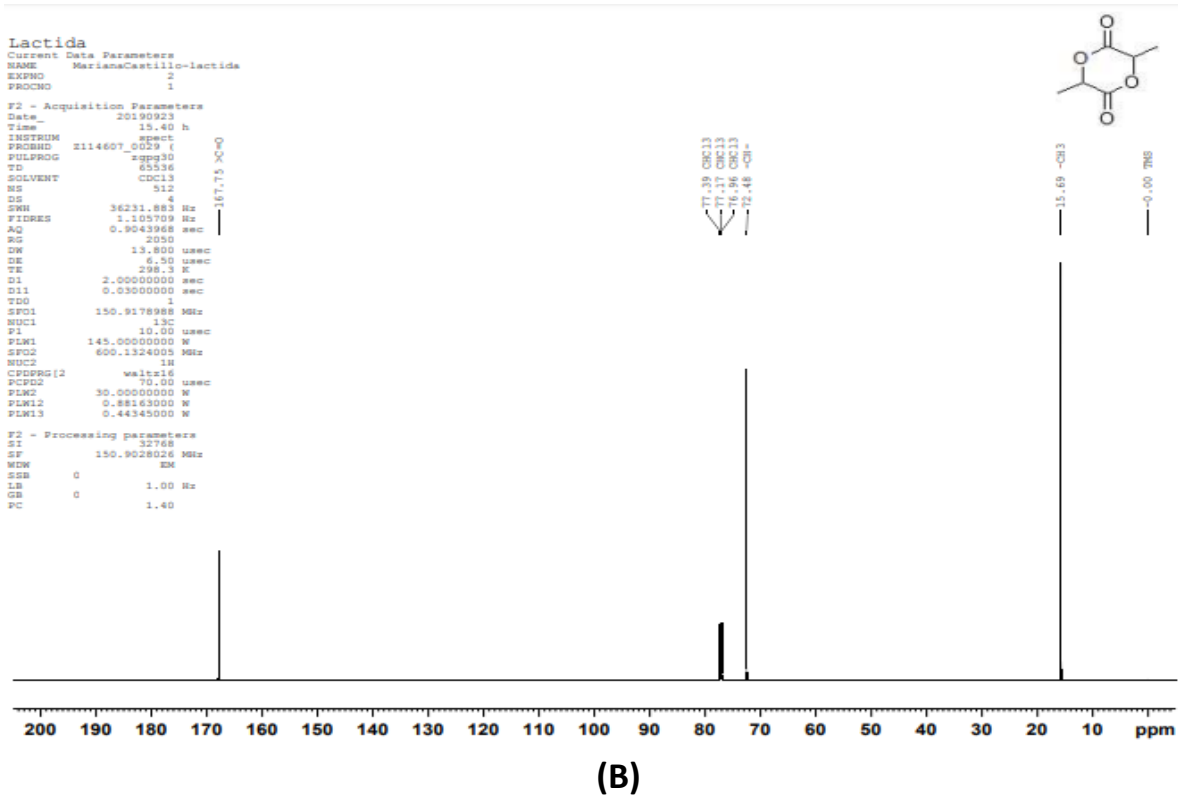 Lactida
Current Data Parameters
NAME MarianaCastillo-lactida
EXPNO 2
PROCNO 1
F2 - Acquisition Parameters
Date_ 20190923
Time 15.40 h
INSTRUM spect
PROBHD Z114607_0029 (
PULPROG zgpg30
TD 65536
SOLVENT CDCl3
NS 512
DS 4
SWH 36231.883 Hz
FIDRES 1.105709 Hz
AQ 0.9043968 sec
RG 2050
DW 13.800 usec
DE 6.50 usec
TE 298.3 K
D1 2.00000000 sec
D11 0.03000000 sec
TD0 1
SFO1 150.9178988 MHz
NUC1 13C
P1 10.00 usec
PLW1 145.00000000 W
SFO2 600.1324005 MHz
NUC2 1H
CPDPRG[2 waltz16
PCPD2 70.00 usec
PLW2 30.00000000 W
PLW12 0.88163000 W
PLW13 0.44345000 W
F2 - Processing parameters
SI 32768
SF 150.9028026 MHz
WDW EM
SSB 0
LB 1.00 Hz
GB 0
PC 1.40
167.75 >C=O
77.39 CHCl3
77.17 CHCl3
76.96 CHCl3
72.48 -CH-
15.69 -CH3
-0.00 TMS
O
O
O
O
200 190 180 170 160 150 140 130 120 110 100 90 80 70 60 50 40 30 20 10 ppm
(B)